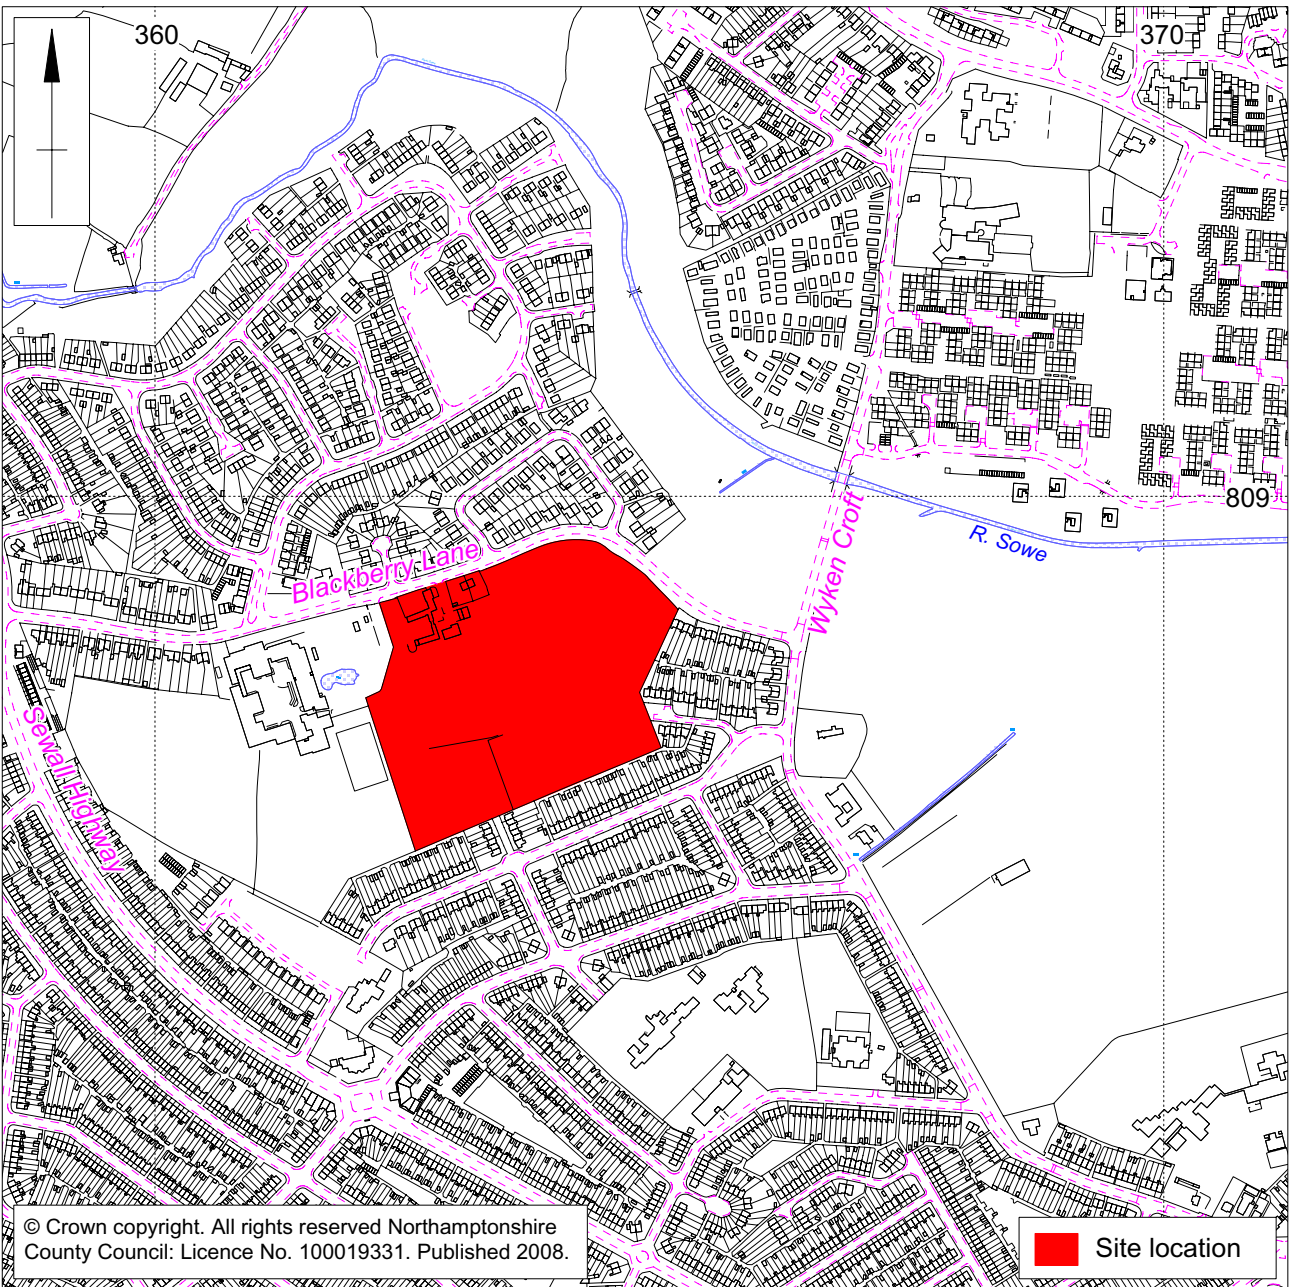 360
370
809
R. Sowe
Wyken Croft
Blackberry Lane
Sewall Highway
© Crown copyright. All rights reserved Northamptonshire
County Council: Licence No. 100019331. Published 2008.
Site location